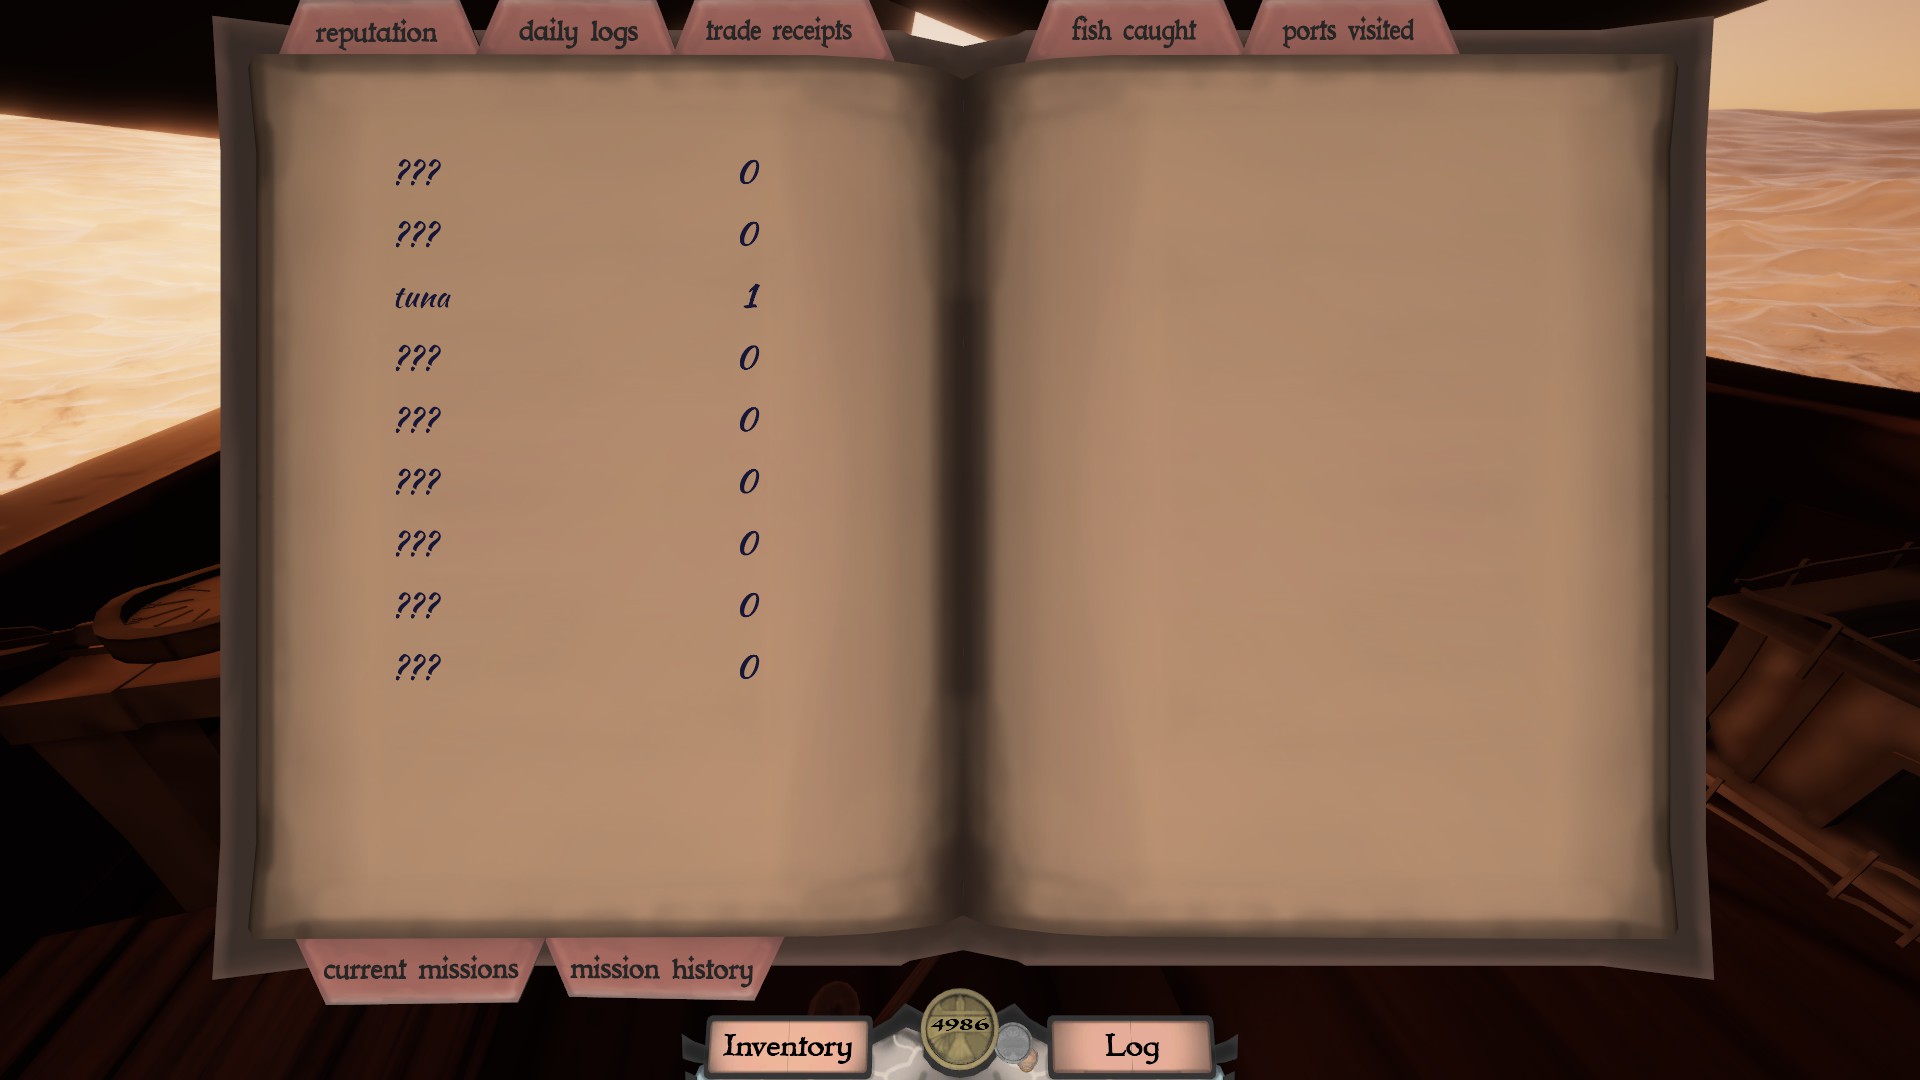 reputation daily logs trade receipts fish caught ports visited
??? 0
??? 0
tuna 1
??? 0
??? 0
??? 0
??? 0
??? 0
??? 0
current missions mission history
4986
Inventory Log